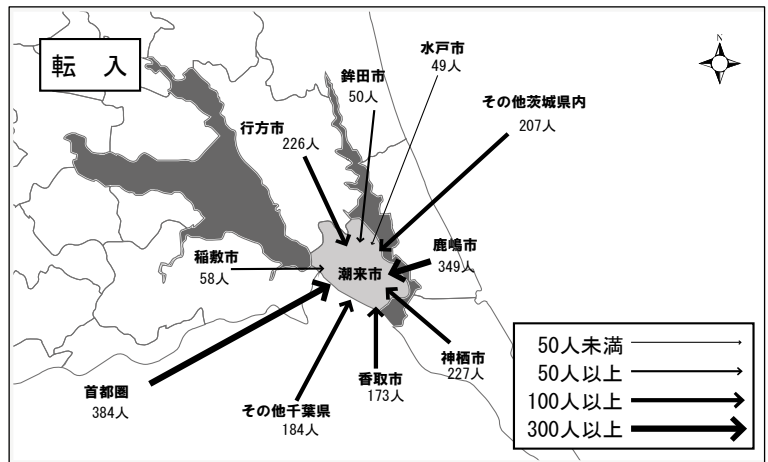 転 入
N
水戸市
49人
鉾田市
50人
その他茨城県内
207人
行方市
226人
鹿嶋市
349人
稲敷市
58人
潮来市
神栖市
227人
香取市
173人
首都圏
384人
その他千葉県
184人
50人未満
50人以上
100人以上
300人以上